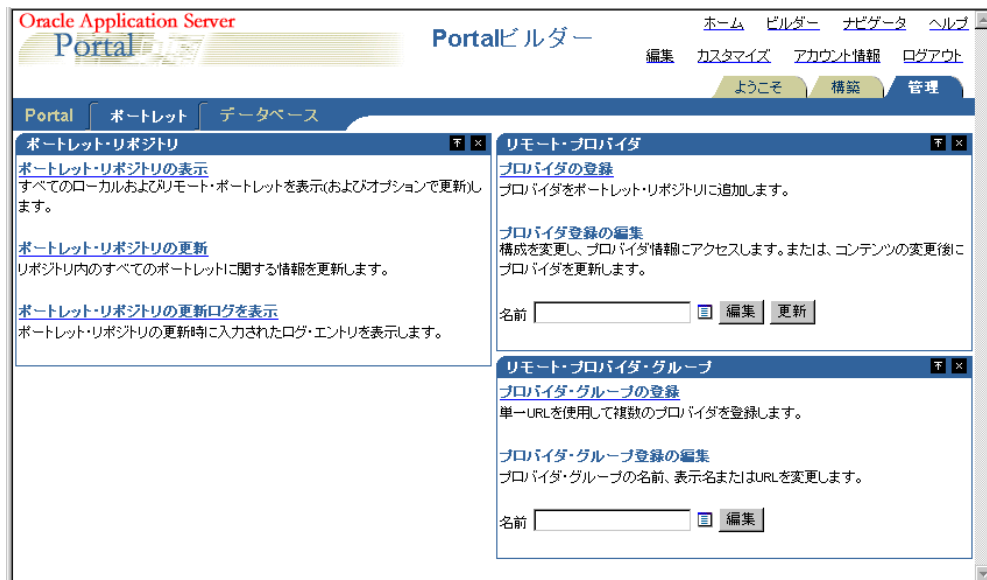 Oracle Application Server
Portal
Portalビルダー
ホーム ビルダー ナビゲータ ヘルプ
編集 カスタマイズ アカウント情報 ログアウト
ようこそ 構築 管理
Portal ポートレット データベース
ポートレット・リポジトリ
ポートレット・リポジトリの表示
すべてのローカルおよびリモート・ポートレットを表示(およびオプションで更新)し
ます。
ポートレット・リポジトリの更新
リポジトリ内のすべてのポートレットに関する情報を更新します。
ポートレット・リポジトリの更新ログを表示
ポートレット・リポジトリの更新時に入力されたログ・エントリを表示します。
リモート・プロバイダ
プロバイダの登録
プロバイダをポートレット・リポジトリに追加します。
プロバイダ登録の編集
構成を変更し、プロバイダ情報にアクセスします。または、コンテンツの変更後に
プロバイダを更新します。
名前 編集 更新
リモート・プロバイダ・グループ
プロバイダ・グループの登録
単一URLを使用して複数のプロバイダを登録します。
プロバイダ・グループ登録の編集
プロバイダ・グループの名前、表示名またはURLを変更します。
名前 編集